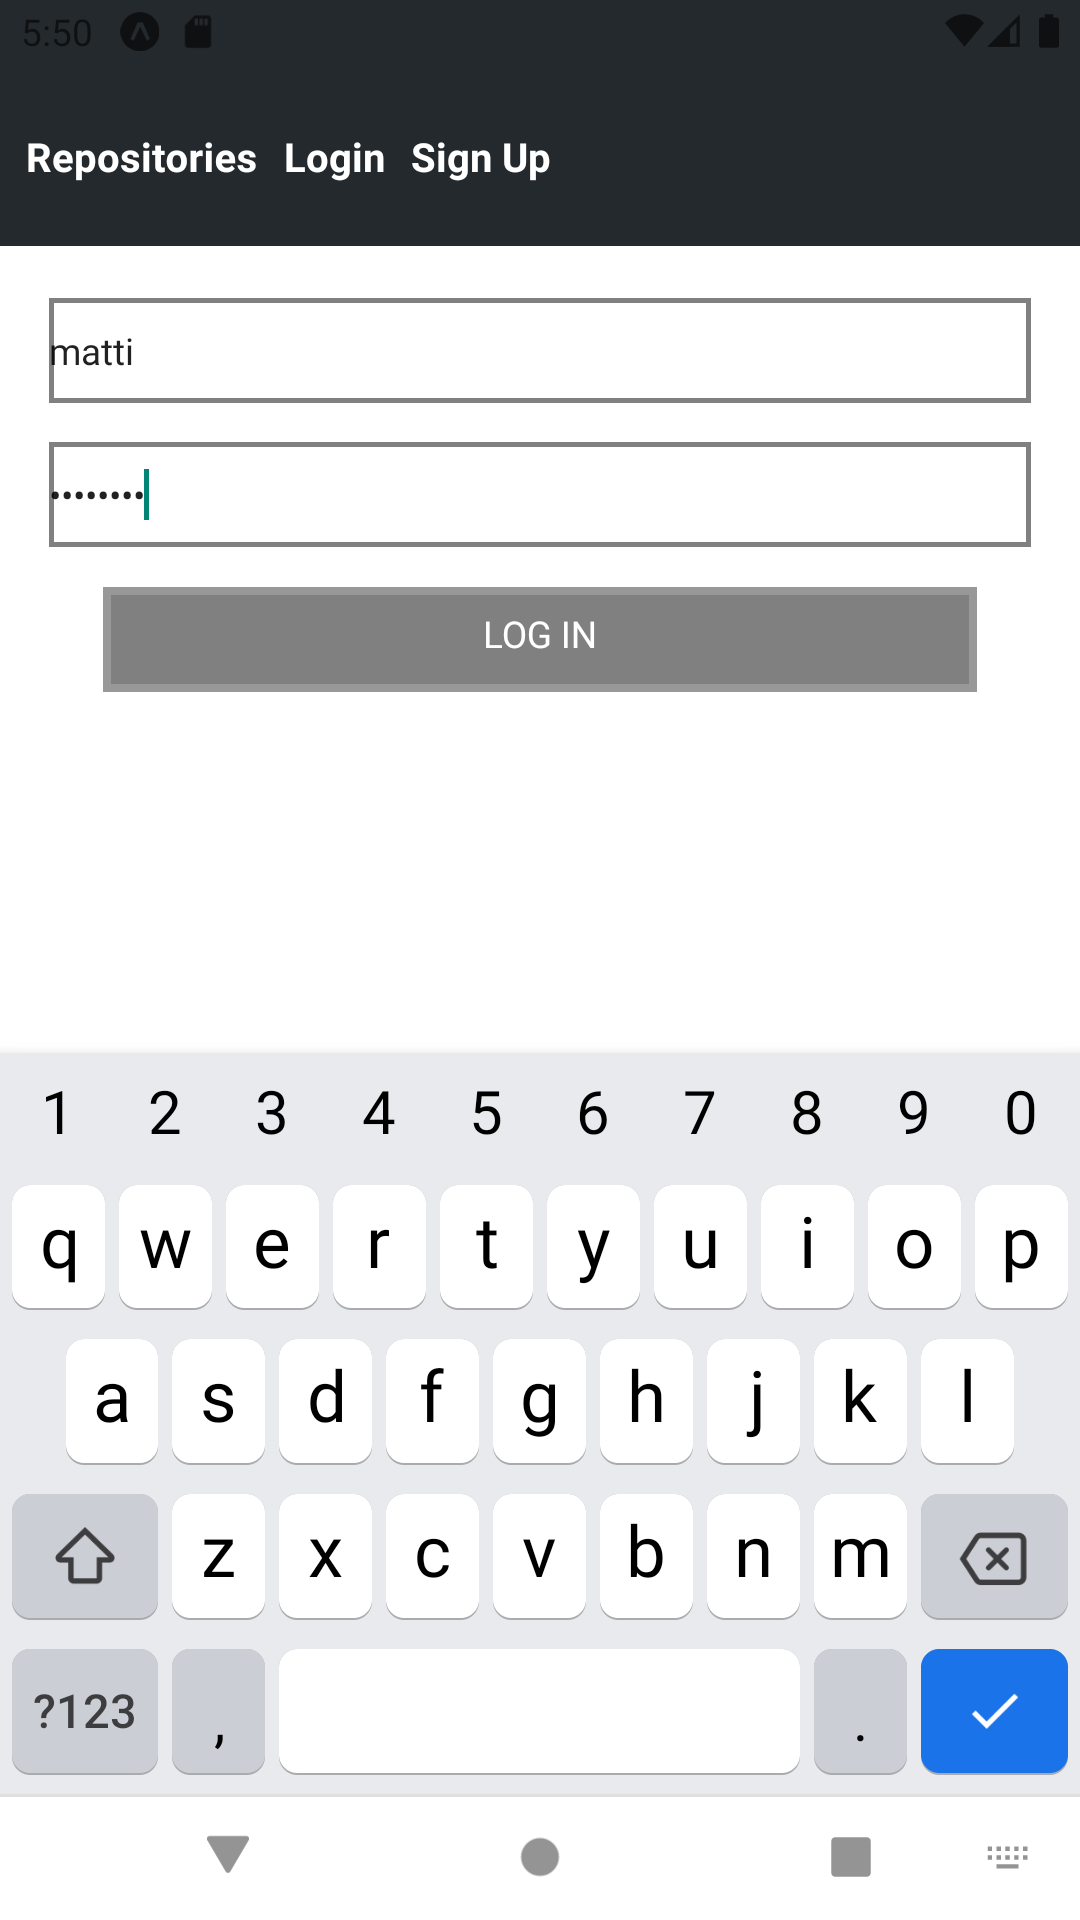 5:50
Repositories Login Sign Up
matti
••••••••
LOG IN
1 2 3 4 5 6 7 8 9 0
q w e r t y u i o p
a s d f g h j k l
z x c v b n m
?123 , .